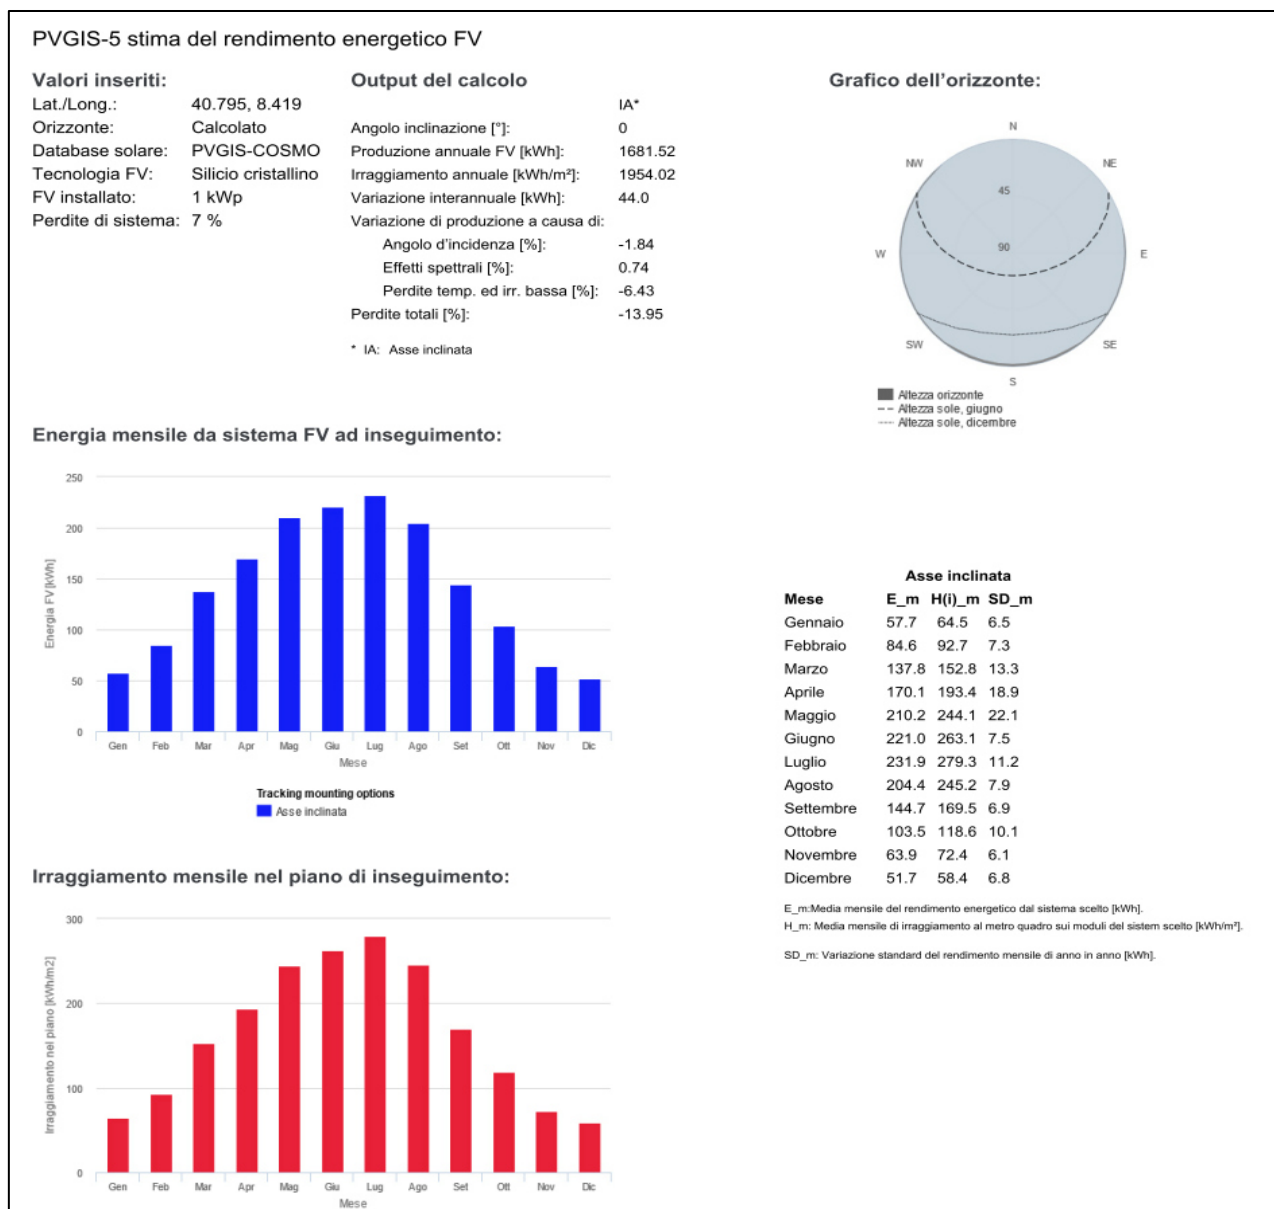 PVGIS-5 stima del rendimento energetico FV
Valori inseriti:
Lat./Long.: 40.795, 8.419
Orizzonte: Calcolato
Database solare: PVGIS-COSMO
Tecnologia FV: Silicio cristallino
FV installato: 1 kWp
Perdite di sistema: 7 %
Output del calcolo
IA*
Angolo inclinazione [°]: 0
Produzione annuale FV [kWh]: 1681.52
Irraggiamento annuale [kWh/m²]: 1954.02
Variazione interannuale [kWh]: 44.0
Variazione di produzione a causa di:
Angolo d'incidenza [%]: -1.84
Effetti spettrali [%]: 0.74
Perdite temp. ed irr. bassa [%]: -6.43
Perdite totali [%]: -13.95
* IA: Asse inclinata
Grafico dell'orizzonte:
N
NW NE
45
W 90 E
SW SE
S
Altezza orizzonte
Altezza sole, giugno
Altezza sole, dicembre
Energia mensile da sistema FV ad inseguimento:
Energia FV [kWh]
250
200
150
100
50
0
Gen Feb Mar Apr Mag Giu Lug Ago Set Ott Nov Dic
Mese
Tracking mounting options
Asse inclinata
Asse inclinata
Mese E_m H(i)_m SD_m
Gennaio 57.7 64.5 6.5
Febbraio 84.6 92.7 7.3
Marzo 137.8 152.8 13.3
Aprile 170.1 193.4 18.9
Maggio 210.2 244.1 22.1
Giugno 221.0 263.1 7.5
Luglio 231.9 279.3 11.2
Agosto 204.4 245.2 7.9
Settembre 144.7 169.5 6.9
Ottobre 103.5 118.6 10.1
Novembre 63.9 72.4 6.1
Dicembre 51.7 58.4 6.8
E_m:Media mensile del rendimento energetico dal sistema scelto [kWh].
H_m: Media mensile di irraggiamento al metro quadro sui moduli del sistem scelto [kWh/m²].
SD_m: Variazione standard del rendimento mensile di anno in anno [kWh].
Irraggiamento mensile nel piano di inseguimento:
Irraggiamento nel piano [kWh/m2]
300
200
100
0
Gen Feb Mar Apr Mag Giu Lug Ago Set Ott Nov Dic
Mese